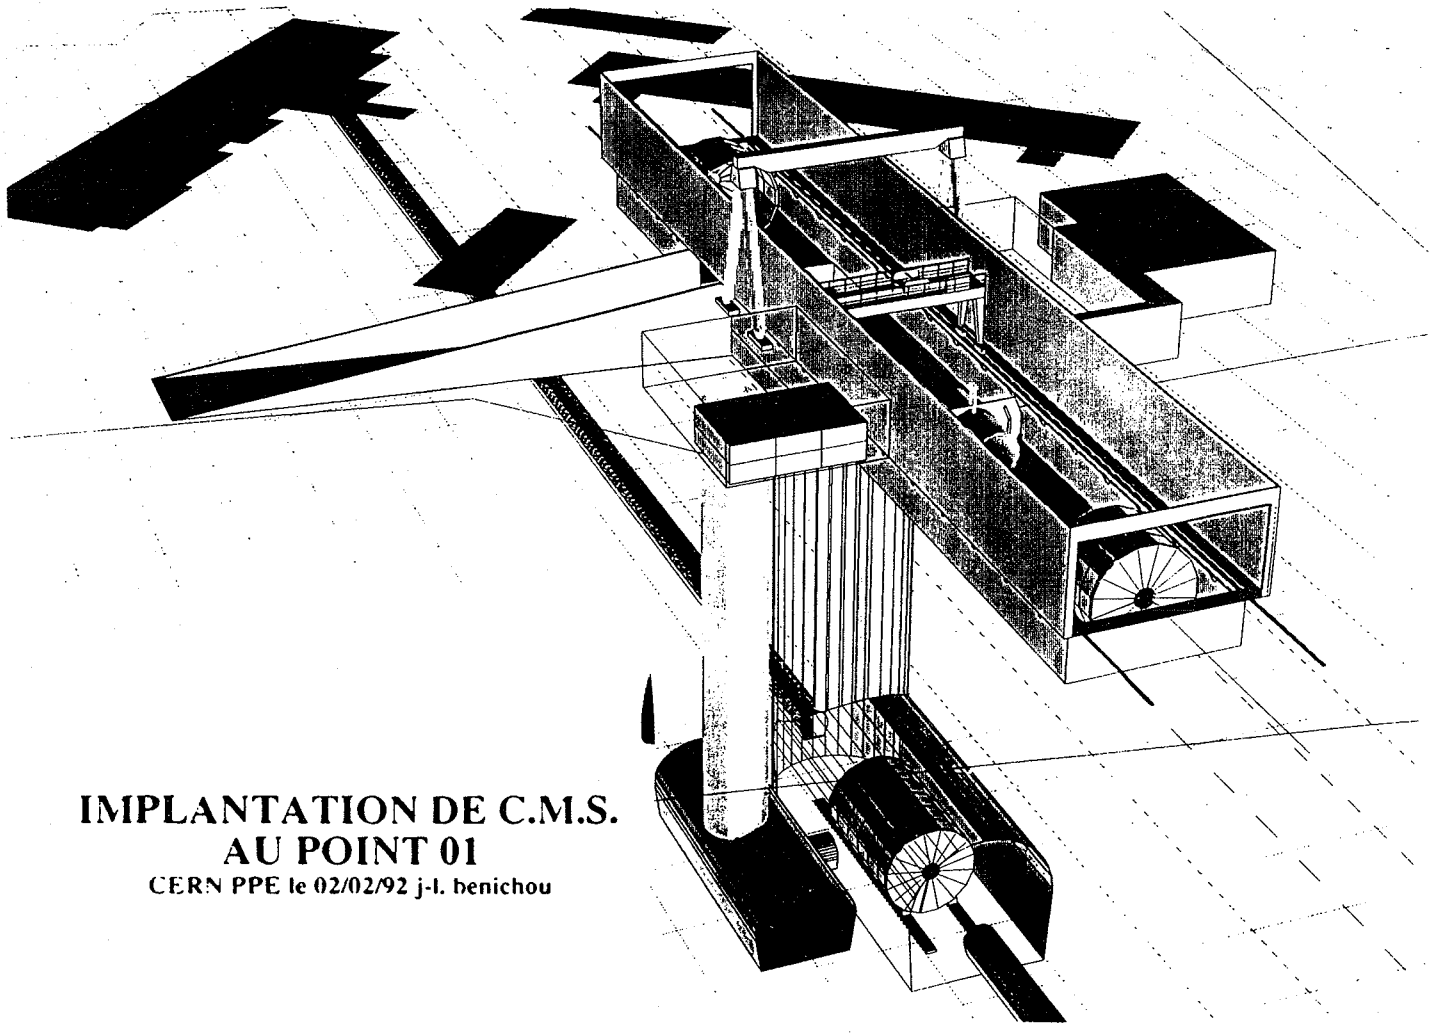 IMPLANTATION DE C.M.S.
AU POINT 01
CERN PPE le 02/02/92 j-l. benichou